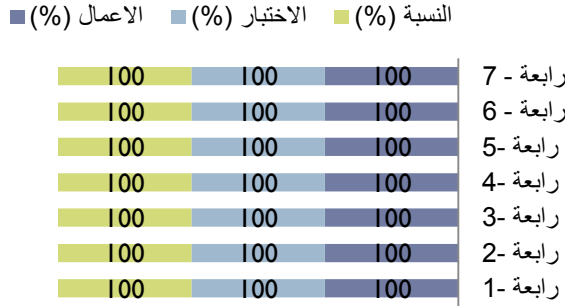 الاعمال (%) الاختبار (%) النسبة (%)
رابعة - 7 100 100 100
رابعة - 6 100 100 100
رابعة -5 100 100 100
رابعة -4 100 100 100
رابعة -3 100 100 100
رابعة -2 100 100 100
رابعة -1 100 100 100